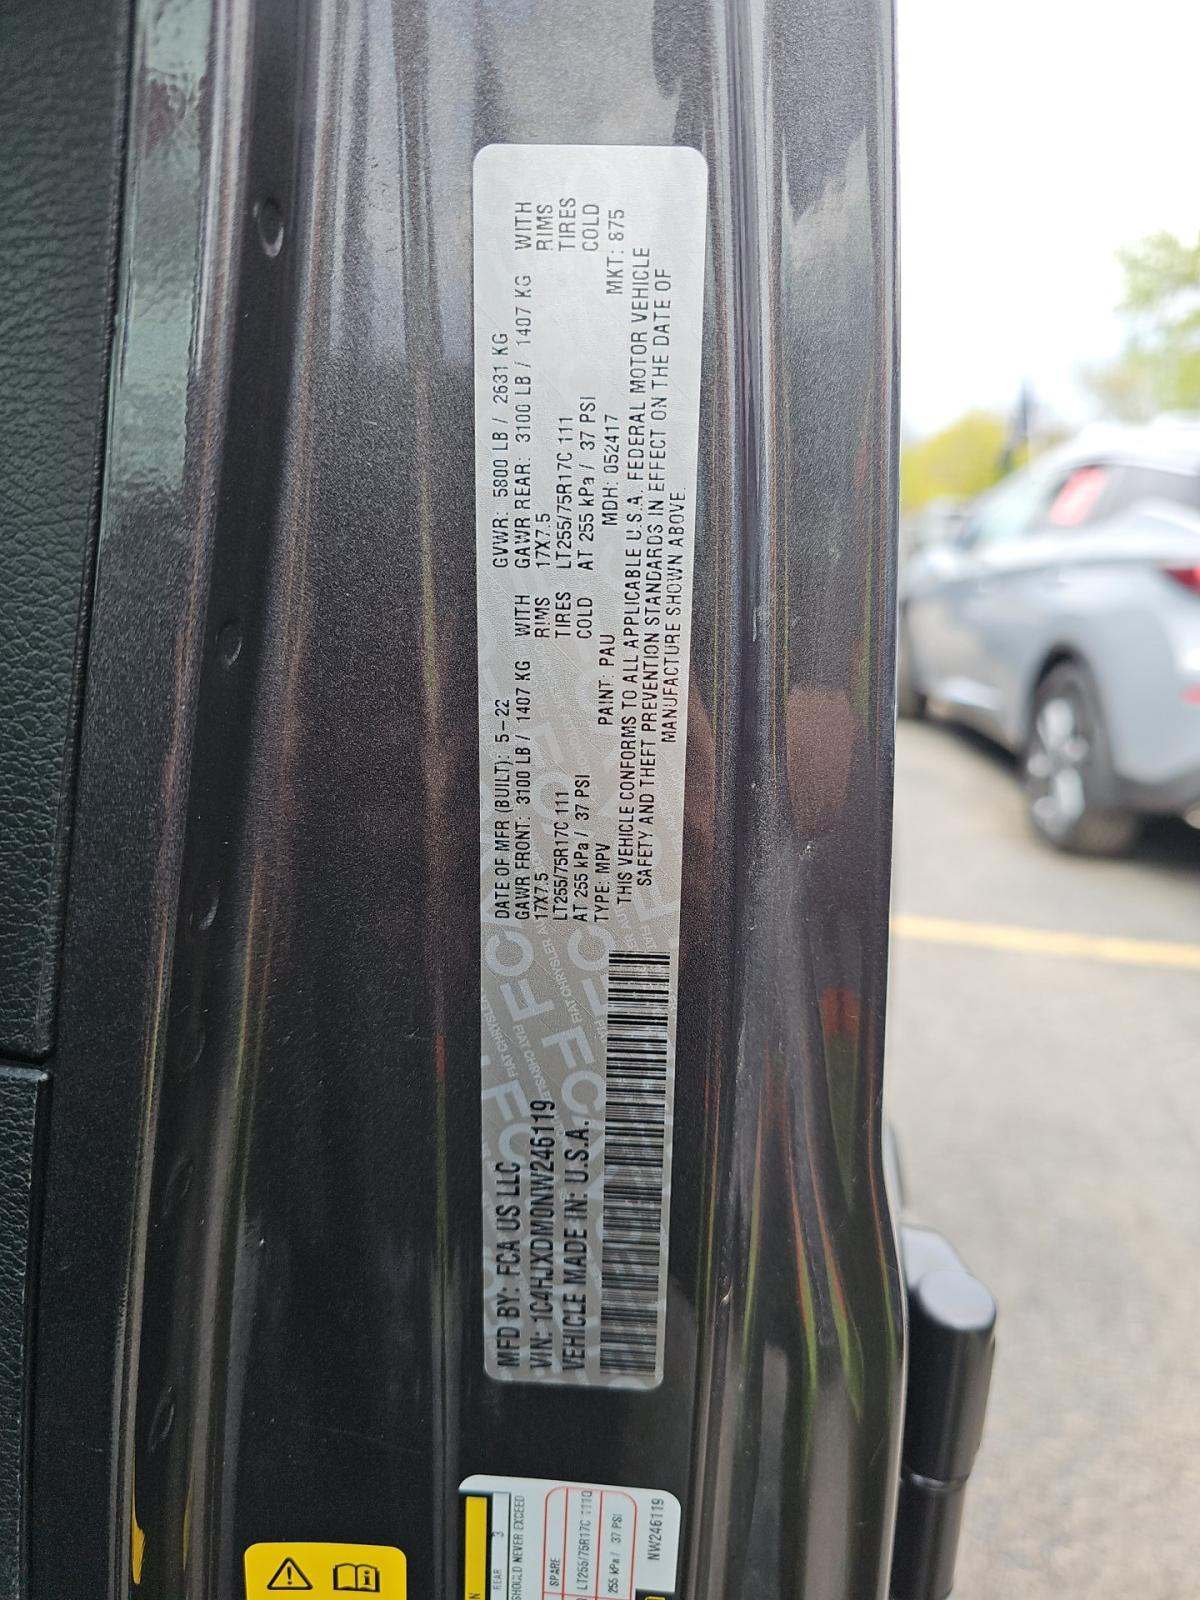 MFD BY: FCA US LLC
VIN: 1C4HJXDM0NW246119
VEHICLE MADE IN: U.S.A.
DATE OF MFR (BUILT): 5-22 GVWR: 5800 LB / 2631 KG
GAWR FRONT: 3100 LB / 1407 KG WITH GAWR REAR: 3100 LB / 1407 KG WITH
17X7.5 RIMS 17X7.5 RIMS
LT255/75R17C 111 TIRES LT255/75R17C 111 TIRES
AT 255 kPa / 37 PSI COLD AT 255 kPa / 37 PSI COLD
TYPE: MPV PAINT: PAU MDH: 052417 MKT: 875
THIS VEHICLE CONFORMS TO ALL APPLICABLE U.S.A. FEDERAL MOTOR VEHICLE
SAFETY AND THEFT PREVENTION STANDARDS IN EFFECT ON THE DATE OF
MANUFACTURE SHOWN ABOVE.
REAR 3
SHOULD NEVER EXCEED
SPARE
LT255/75R17C 111Q
255 kPa / 37 PSI
NW246119